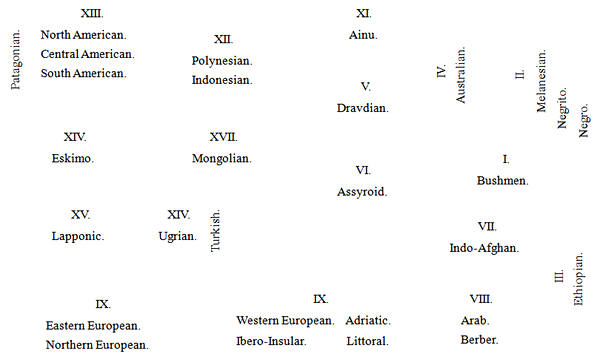 XIII.
North American.
Central American.
South American.
Patagonian.
XII.
Polynesian.
Indonesian.
XI.
Ainu.
V.
Dravdian.
IV.
Australian.
II.
Melanesian.
Negrito.
Negro.
XIV.
Eskimo.
XVII.
Mongolian.
VI.
Assyroid.
I.
Bushmen.
XV.
Lapponic.
XIV.
Ugrian.
Turkish.
VII.
Indo-Afghan.
III.
Ethiopian.
IX.
Eastern European.
Northern European.
IX.
Western European. Adriatic.
Ibero-Insular. Littoral.
VIII.
Arab.
Berber.